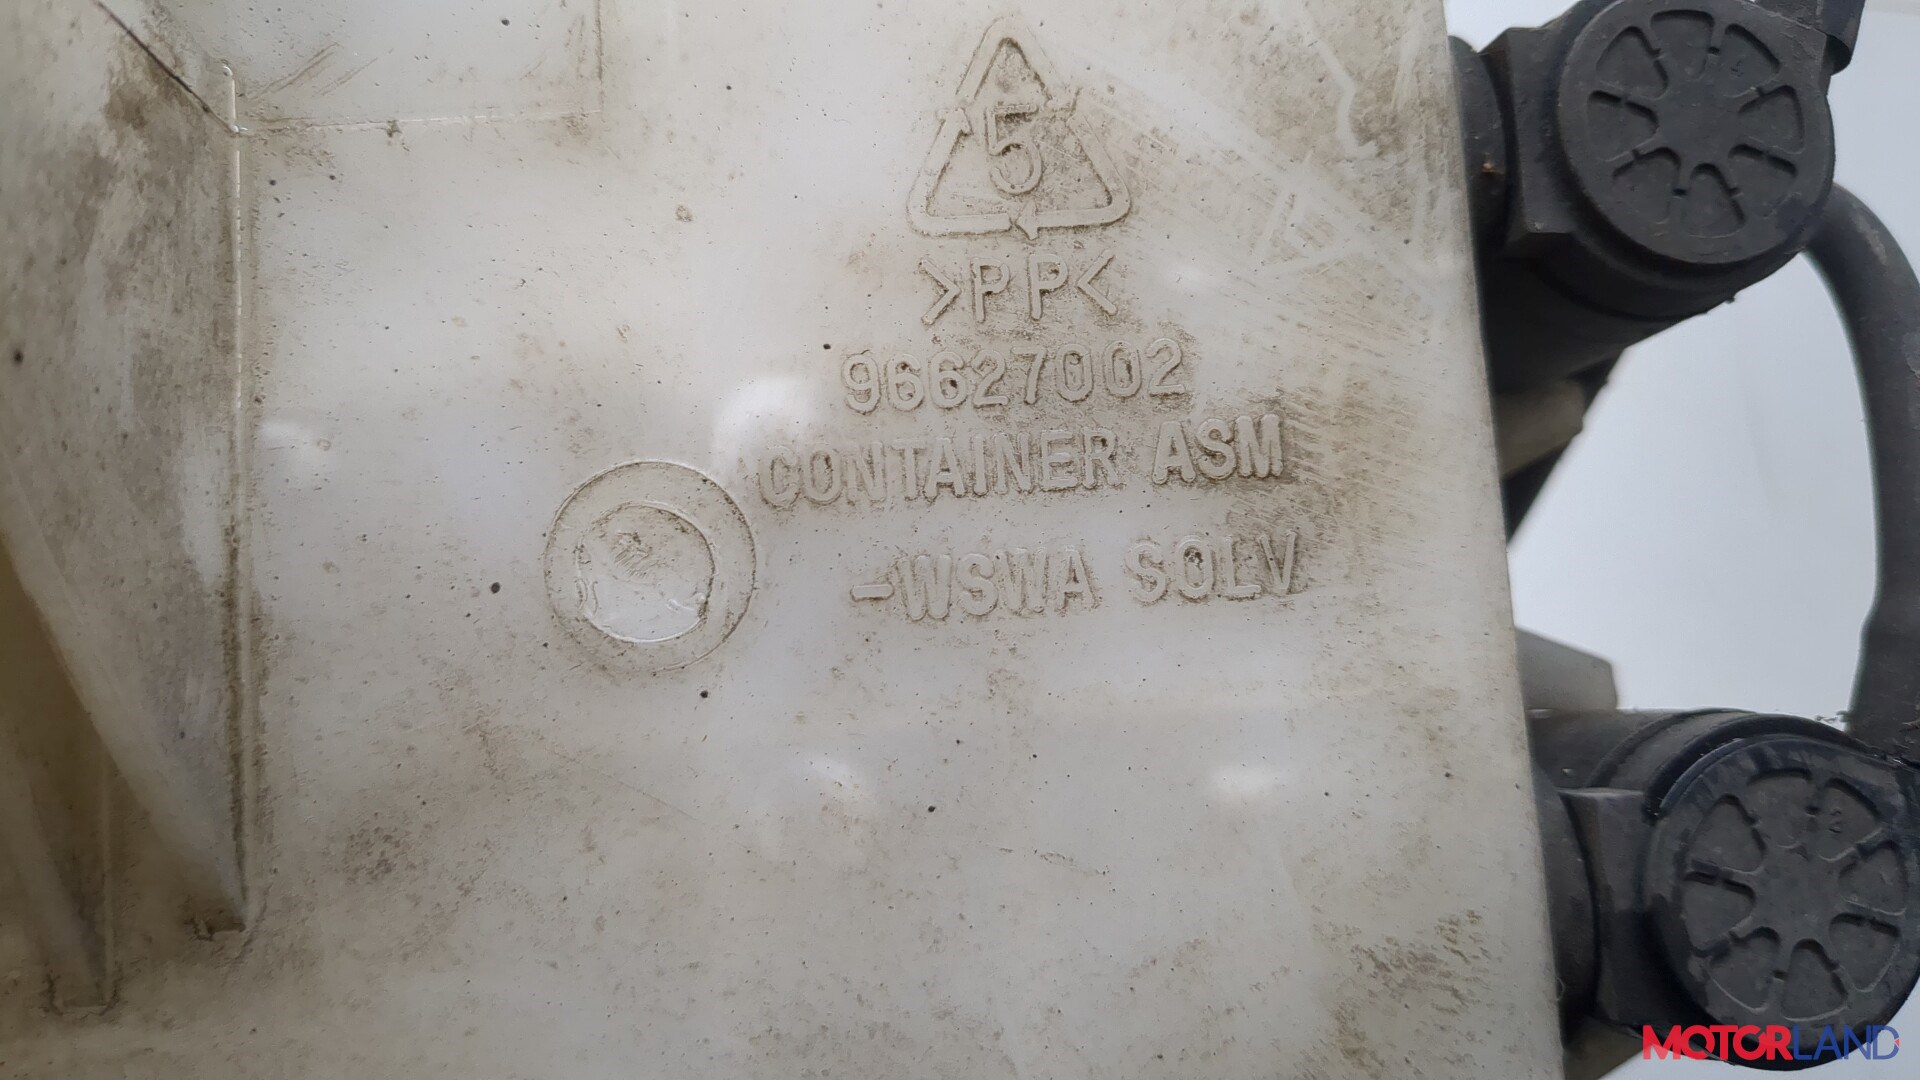 5
>PP<
96627002
CONTAINER ASM
-WSWA SOLV
MOTORLAND